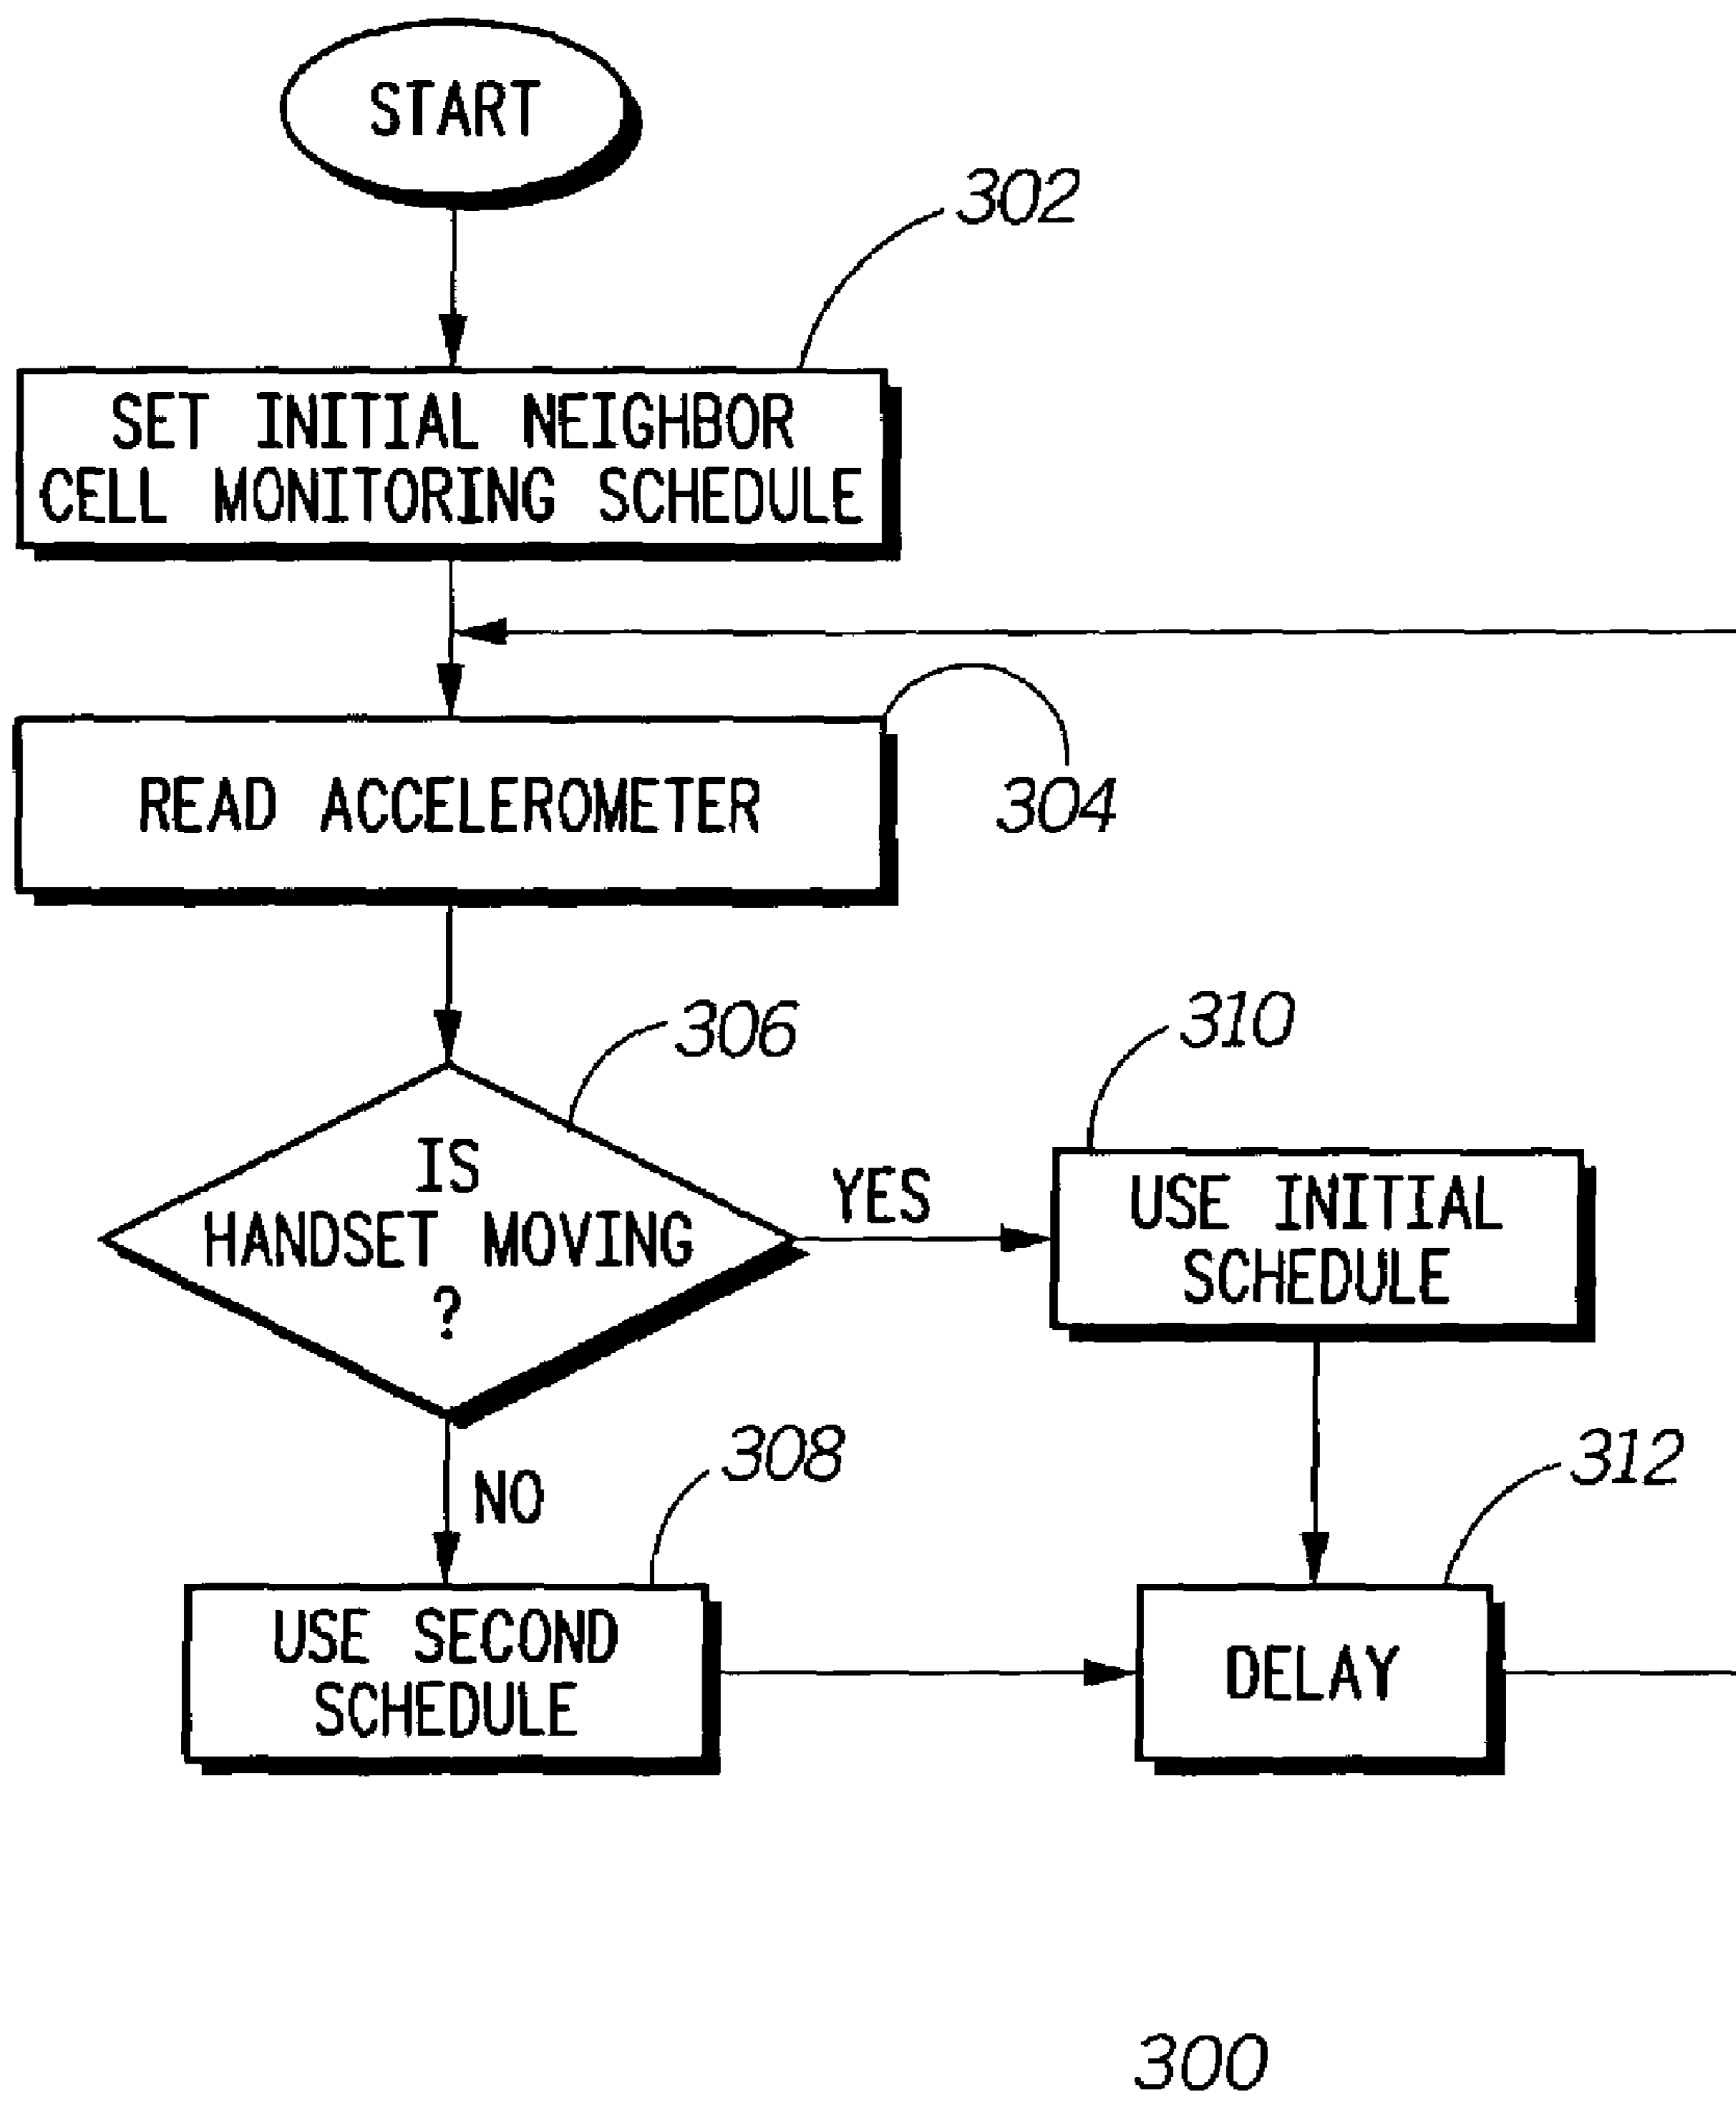 START
302
SET INITIAL NEIGHBOR
CELL MONITORING SCHEDULE
READ ACCELEROMETER
304
306
310
IS
HANDSET MOVING
?
YES
USE INITIAL
SCHEDULE
NO
308
312
USE SECOND
SCHEDULE
DELAY
300